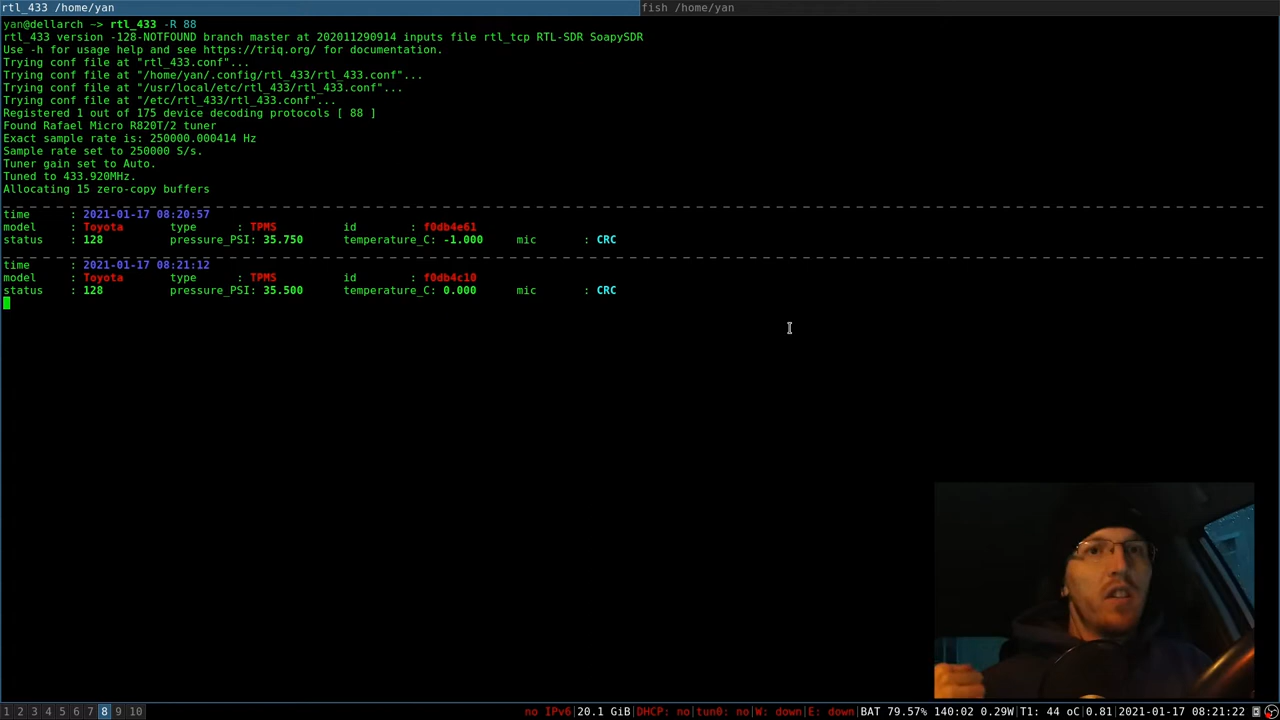 rtl_433 /home/yan
fish /home/yan
yan@dellarch ~> rtl_433 -R 88
rtl_433 version -128-NOTFOUND branch master at 202011290914 inputs file rtl_tcp RTL-SDR SoapySDR
Use -h for usage help and see https://triq.org/ for documentation.
Trying conf file at "rtl_433.conf"...
Trying conf file at "/home/yan/.config/rtl_433/rtl_433.conf"...
Trying conf file at "/usr/local/etc/rtl_433/rtl_433.conf"...
Trying conf file at "/etc/rtl_433/rtl_433.conf"...
Registered 1 out of 175 device decoding protocols [ 88 ]
Found Rafael Micro R820T/2 tuner
Exact sample rate is: 250000.000414 Hz
Sample rate set to 250000 S/s.
Tuner gain set to Auto.
Tuned to 433.920MHz.
Allocating 15 zero-copy buffers
time : 2021-01-17 08:20:57
model : Toyota type : TPMS id : f0db4e61
status : 128 pressure_PSI: 35.750 temperature_C: -1.000 mic : CRC
time : 2021-01-17 08:21:12
model : Toyota type : TPMS id : f0db4c10
status : 128 pressure_PSI: 35.500 temperature_C: 0.000 mic : CRC
1 2 3 4 5 6 7 8 9 10
no IPv6|20.1 GiB|DHCP: no|tun0: no|W: down|E: down|BAT 79.57% 140:02 0.29W|T1: 44 oC|0.81|2021-01-17 08:21:22